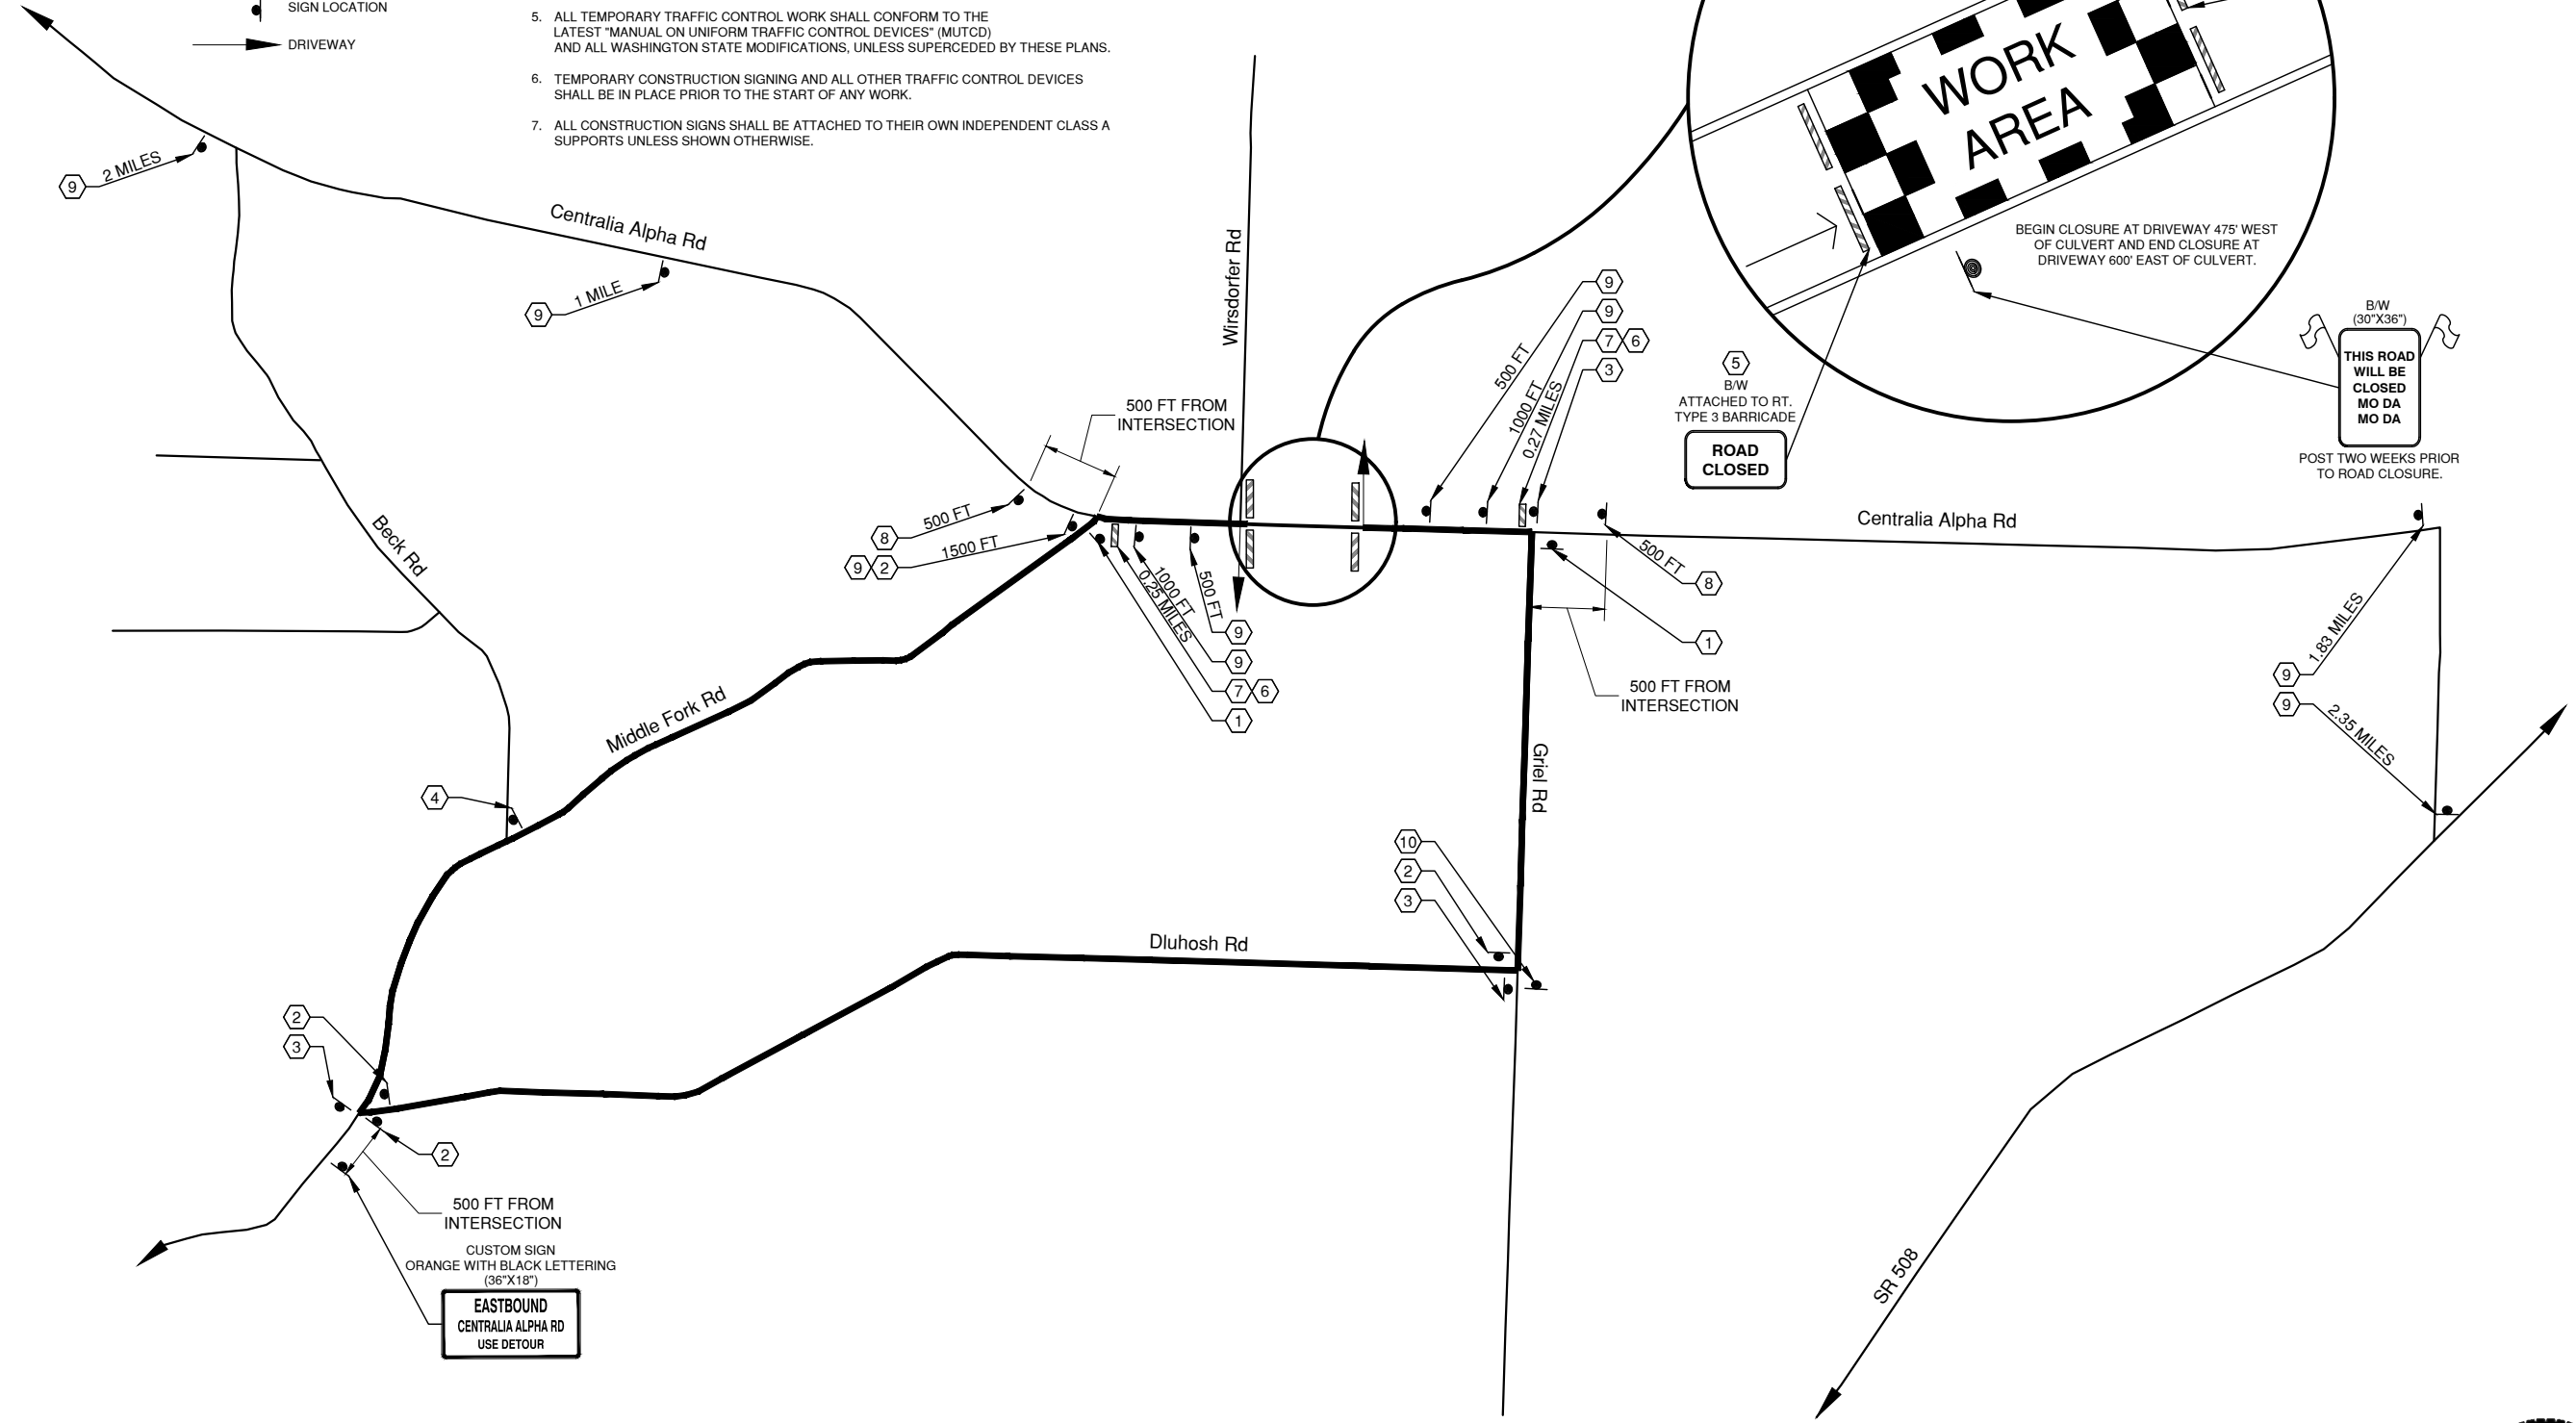 SIGN LOCATION
DRIVEWAY
5. ALL TEMPORARY TRAFFIC CONTROL WORK SHALL CONFORM TO THE
LATEST "MANUAL ON UNIFORM TRAFFIC CONTROL DEVICES" (MUTCD)
AND ALL WASHINGTON STATE MODIFICATIONS, UNLESS SUPERCEDED BY THESE PLANS.
6. TEMPORARY CONSTRUCTION SIGNING AND ALL OTHER TRAFFIC CONTROL DEVICES
SHALL BE IN PLACE PRIOR TO THE START OF ANY WORK.
7. ALL CONSTRUCTION SIGNS SHALL BE ATTACHED TO THEIR OWN INDEPENDENT CLASS A
SUPPORTS UNLESS SHOWN OTHERWISE.
WORK
AREA
BEGIN CLOSURE AT DRIVEWAY 475' WEST
OF CULVERT AND END CLOSURE AT
DRIVEWAY 600' EAST OF CULVERT.
B/W
(30"X36")
THIS ROAD
WILL BE
CLOSED
MO DA
MO DA
POST TWO WEEKS PRIOR
TO ROAD CLOSURE.
5
B/W
ATTACHED TO RT.
TYPE 3 BARRICADE
ROAD
CLOSED
9 2 MILES
Centralia Alpha Rd
9 1 MILE
Wirsdorfer Rd
500 FT FROM
INTERSECTION
500 FT 9
1000 FT 9
0.27 MILES 7 6
3
8 500 FT
9 2 1500 FT
500 FT 9
1000 FT 9
0.25 MILES 7 6
1
Centralia Alpha Rd
500 FT 8
1
500 FT FROM
INTERSECTION
9 1.83 MILES
9 2.35 MILES
Beck Rd
Middle Fork Rd
4
Griel Rd
10
2
3
Dluhosh Rd
2
3
2
500 FT FROM
INTERSECTION
CUSTOM SIGN
ORANGE WITH BLACK LETTERING
(36"X18")
EASTBOUND
CENTRALIA ALPHA RD
USE DETOUR
SR 508